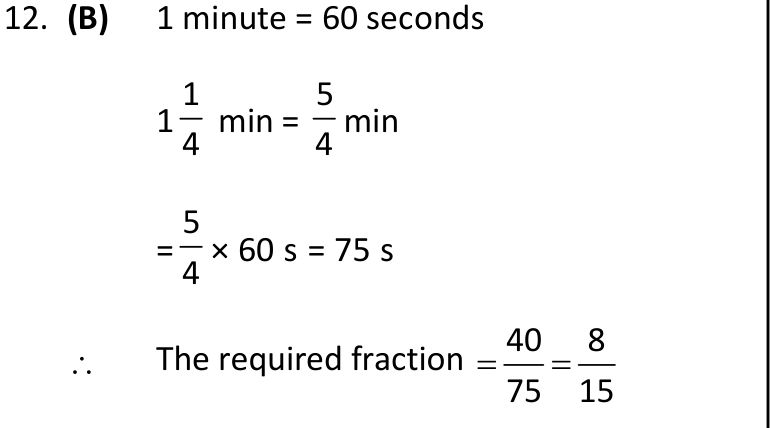 12. (B) 1 minute = 60 seconds
1 1/4 min = 5/4 min
= 5/4 × 60 s = 75 s
∴ The required fraction = 40/75 = 8/15